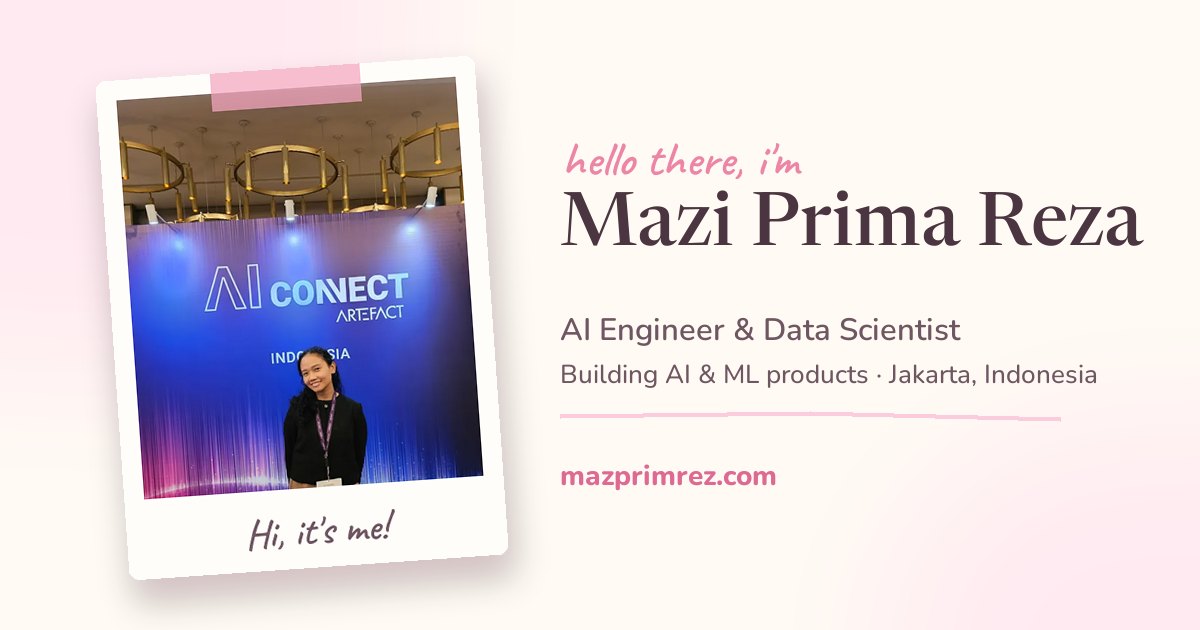 AI CONNECT
ARTEFACT
INDONESIA
Hi, it's me!
hello there, i'm
Mazi Prima Reza
AI Engineer & Data Scientist
Building AI & ML products · Jakarta, Indonesia
mazprimrez.com